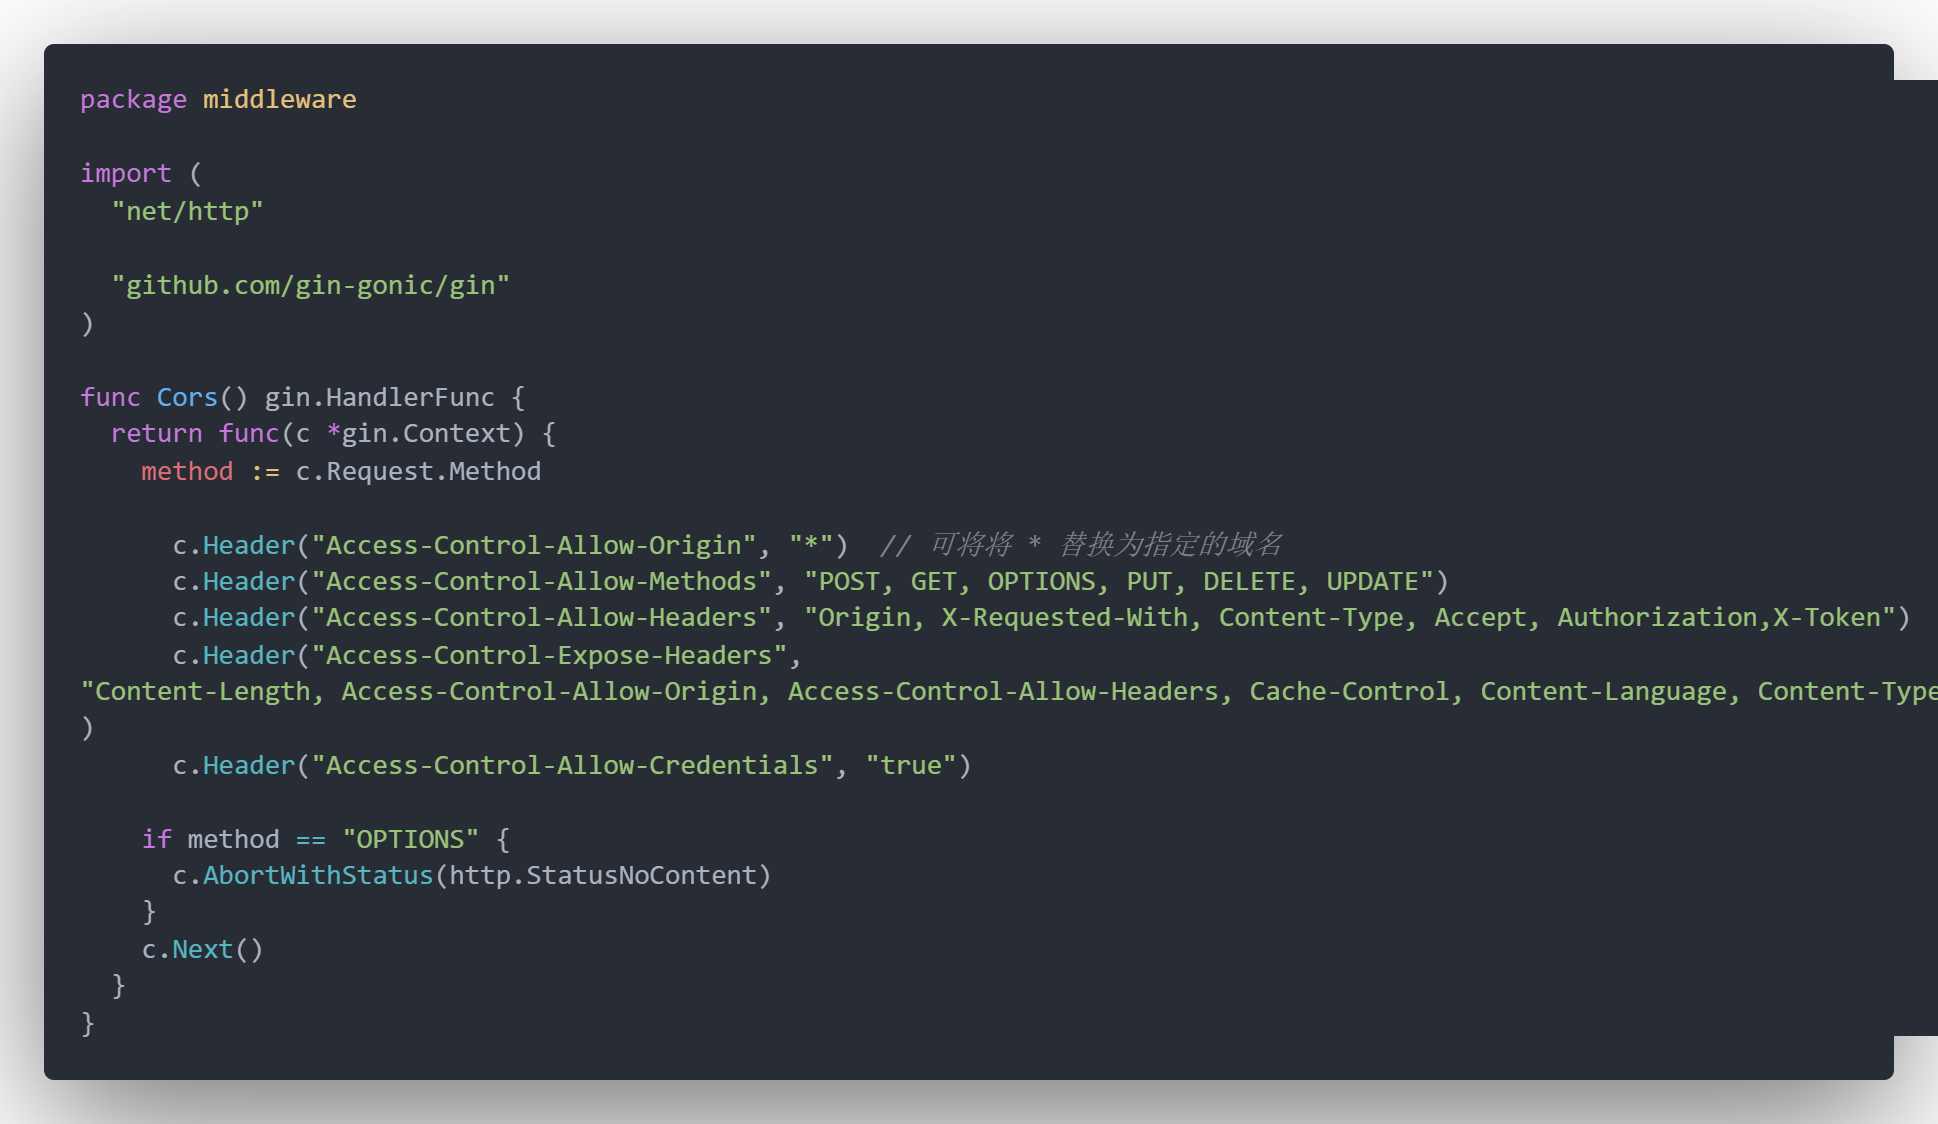 package middleware
import (
"net/http"
"github.com/gin-gonic/gin"
)
func Cors() gin.HandlerFunc {
return func(c *gin.Context) {
method := c.Request.Method
c.Header("Access-Control-Allow-Origin", "*")  // 可将将 * 替换为指定的域名
c.Header("Access-Control-Allow-Methods", "POST, GET, OPTIONS, PUT, DELETE, UPDATE")
c.Header("Access-Control-Allow-Headers", "Origin, X-Requested-With, Content-Type, Accept, Authorization,X-Token")
c.Header("Access-Control-Expose-Headers",
"Content-Length, Access-Control-Allow-Origin, Access-Control-Allow-Headers, Cache-Control, Content-Language, Content-Type
)
c.Header("Access-Control-Allow-Credentials", "true")
if method == "OPTIONS" {
c.AbortWithStatus(http.StatusNoContent)
}
c.Next()
}
}